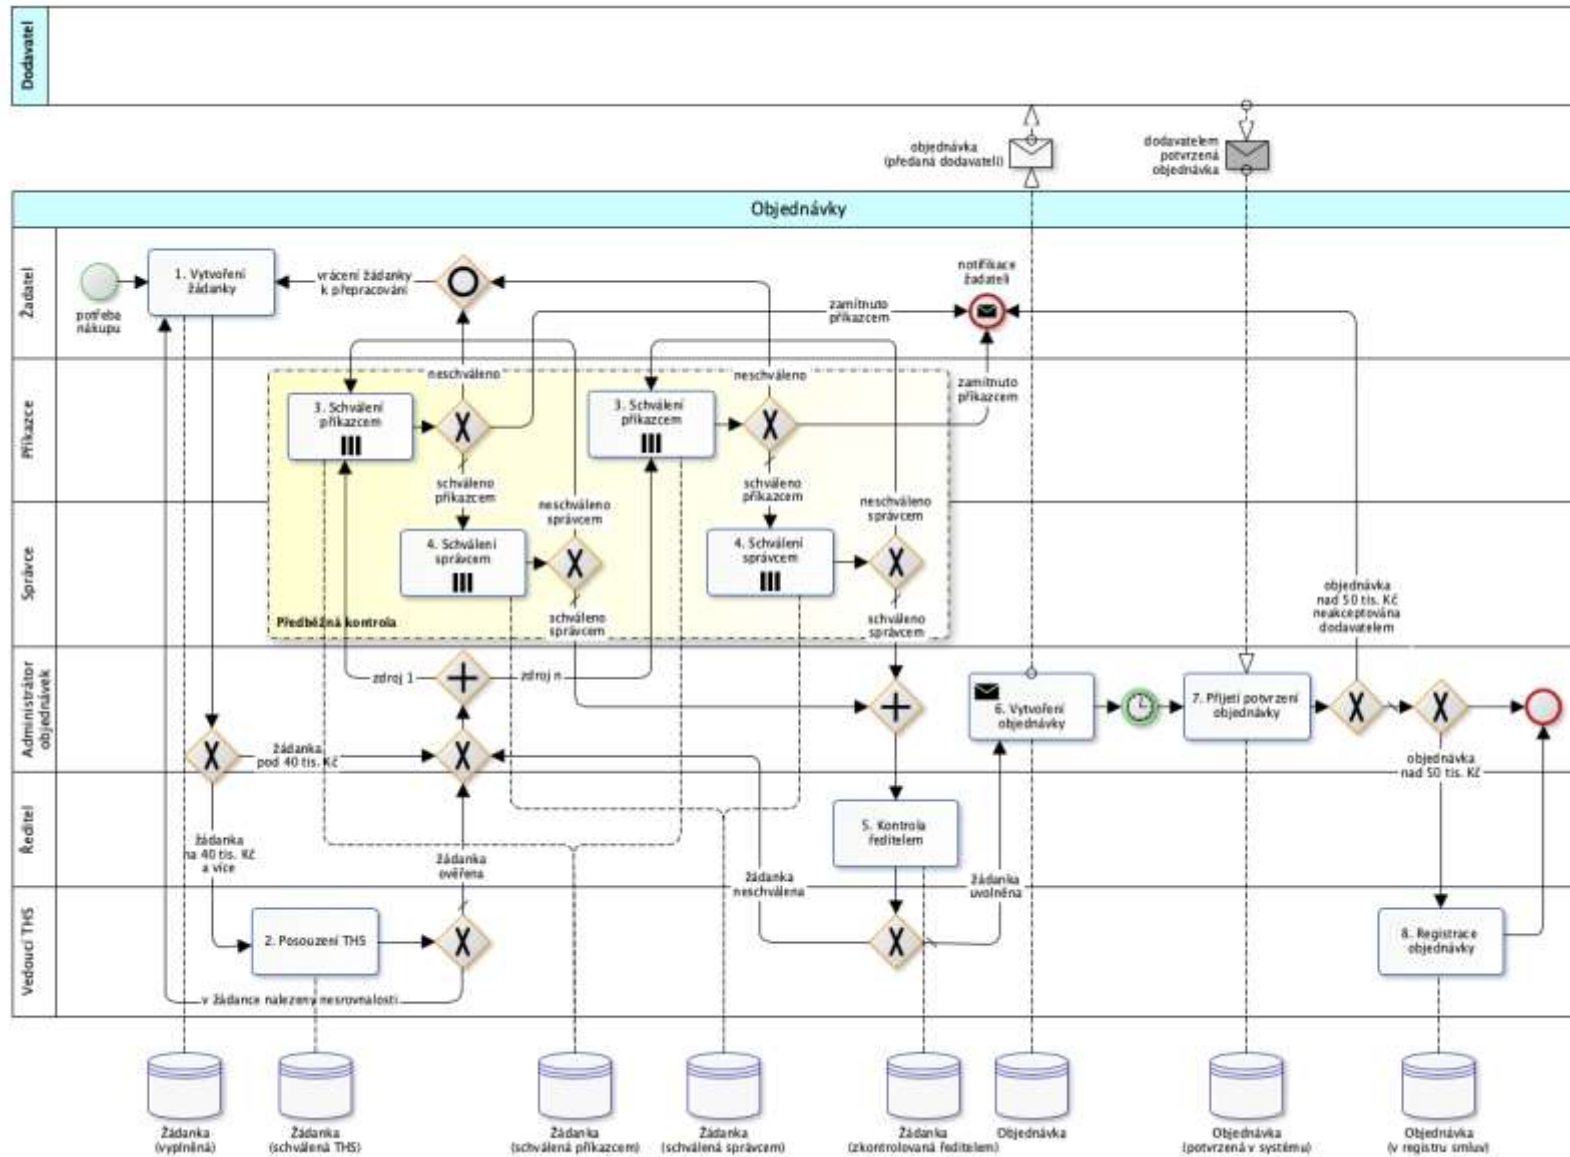 Dodavatel
objednávka
(předaná dodavateli)
dodavatelem
potvrzená
objednávka
Objednávky
Žadatel
potřeba
nákupu
1. Vytvoření
žádanky
vrácení žádanky
k přepracování
notifikace
žadateli
zamítnuto
příkazcem
Příkazce
neschváleno
neschváleno
zamítnuto
příkazcem
3. Schválení
příkazcem
3. Schválení
příkazcem
schváleno
příkazcem
schváleno
příkazcem
Správce
neschváleno
správcem
neschváleno
správcem
4. Schválení
správcem
4. Schválení
správcem
Předběžná kontrola
schváleno
správcem
schváleno
správcem
objednávka
nad 50 tis. Kč
neakceptována
dodavatelem
Administrátor
objednávek
zdroj 1
zdroj n
6. Vytvoření
objednávky
7. Přijetí potvrzení
objednávky
žádanka
pod 40 tis. Kč
objednávka
nad 50 tis. Kč
Ředitel
žádanka
na 40 tis. Kč
a více
žádanka
ověřena
5. Kontrola
ředitelem
žádanka
neschválena
žádanka
uvolněna
Vedoucí THS
2. Posouzení THS
8. Registrace
objednávky
v žádance nalezeny nesrovnalosti
Žádanka
(vyplněná)
Žádanka
(schválená THS)
Žádanka
(schválená příkazcem)
Žádanka
(schválená správcem)
Žádanka
(zkontrolovaná ředitelem)
Objednávka
Objednávka
(potvrzená v systému)
Objednávka
(v registru smluv)